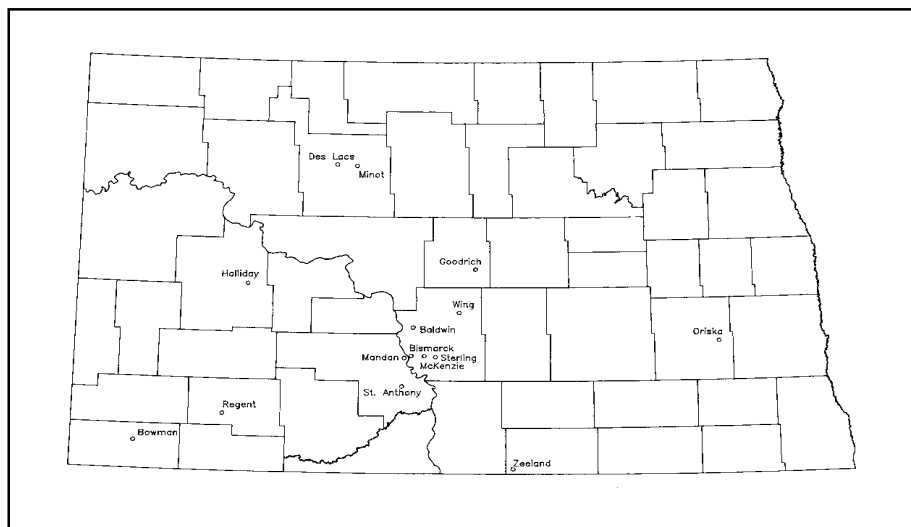 Des Lacs
Minot
Goodrich
Halliday
Wing
Baldwin
Oriska
Bismarck
Mandan
Sterling
McKenzie
St. Anthony
Regent
Bowman
Zeeland